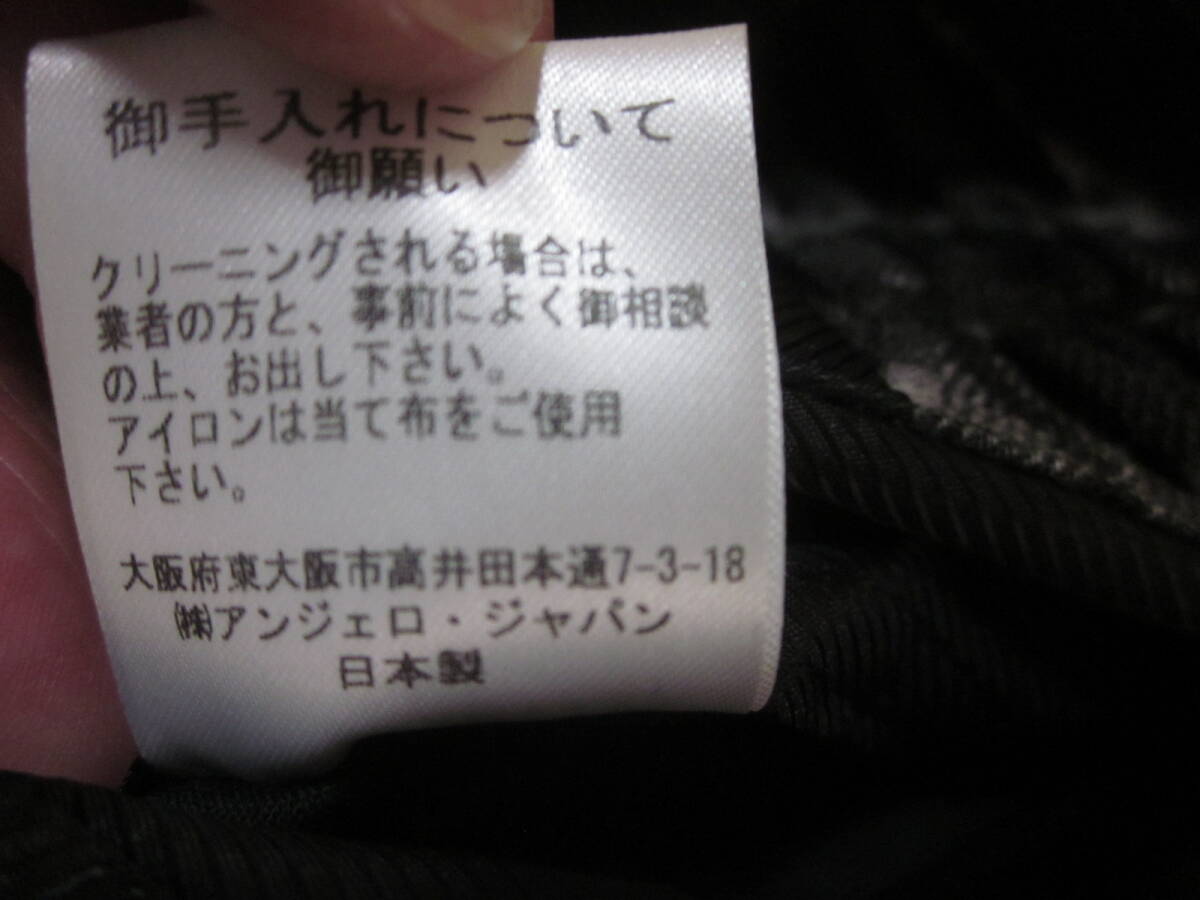 御手入れについて
御願い
クリーニングされる場合は、
業者の方と、事前によく御相談
の上、お出し下さい。
アイロンは当て布をご使用
下さい。
大阪府東大阪市高井田本通7-3-18
㈱アンジェロ・ジャパン
日本製